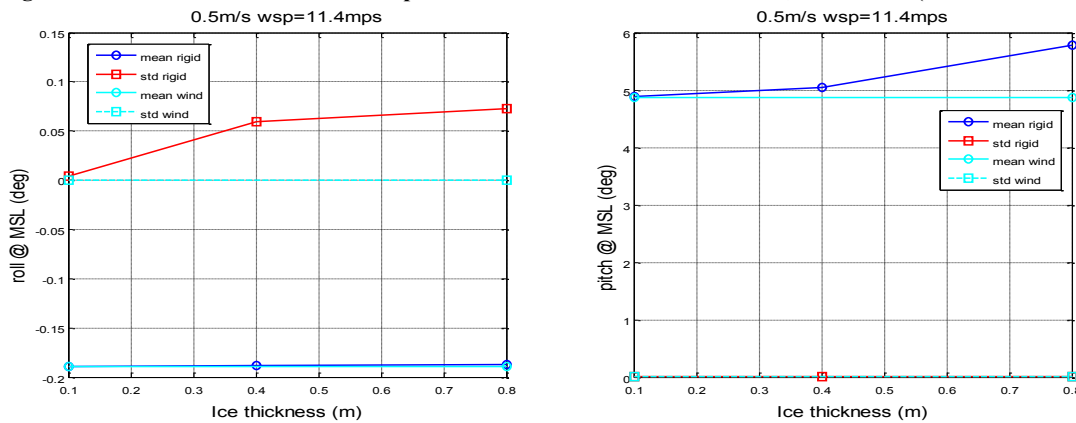 0.5m/s wsp=11.4mps
0.15
0.1
0.05
0
-0.05
-0.1
-0.15
-0.2
roll @ MSL (deg)
mean rigid
std rigid
mean wind
std wind
0.1 0.2 0.3 0.4 0.5 0.6 0.7 0.8
Ice thickness (m)
0.5m/s wsp=11.4mps
6
5
4
3
2
1
0
pitch @ MSL (deg)
mean rigid
std rigid
mean wind
std wind
0.1 0.2 0.3 0.4 0.5 0.6 0.7 0.8
Ice thickness (m)